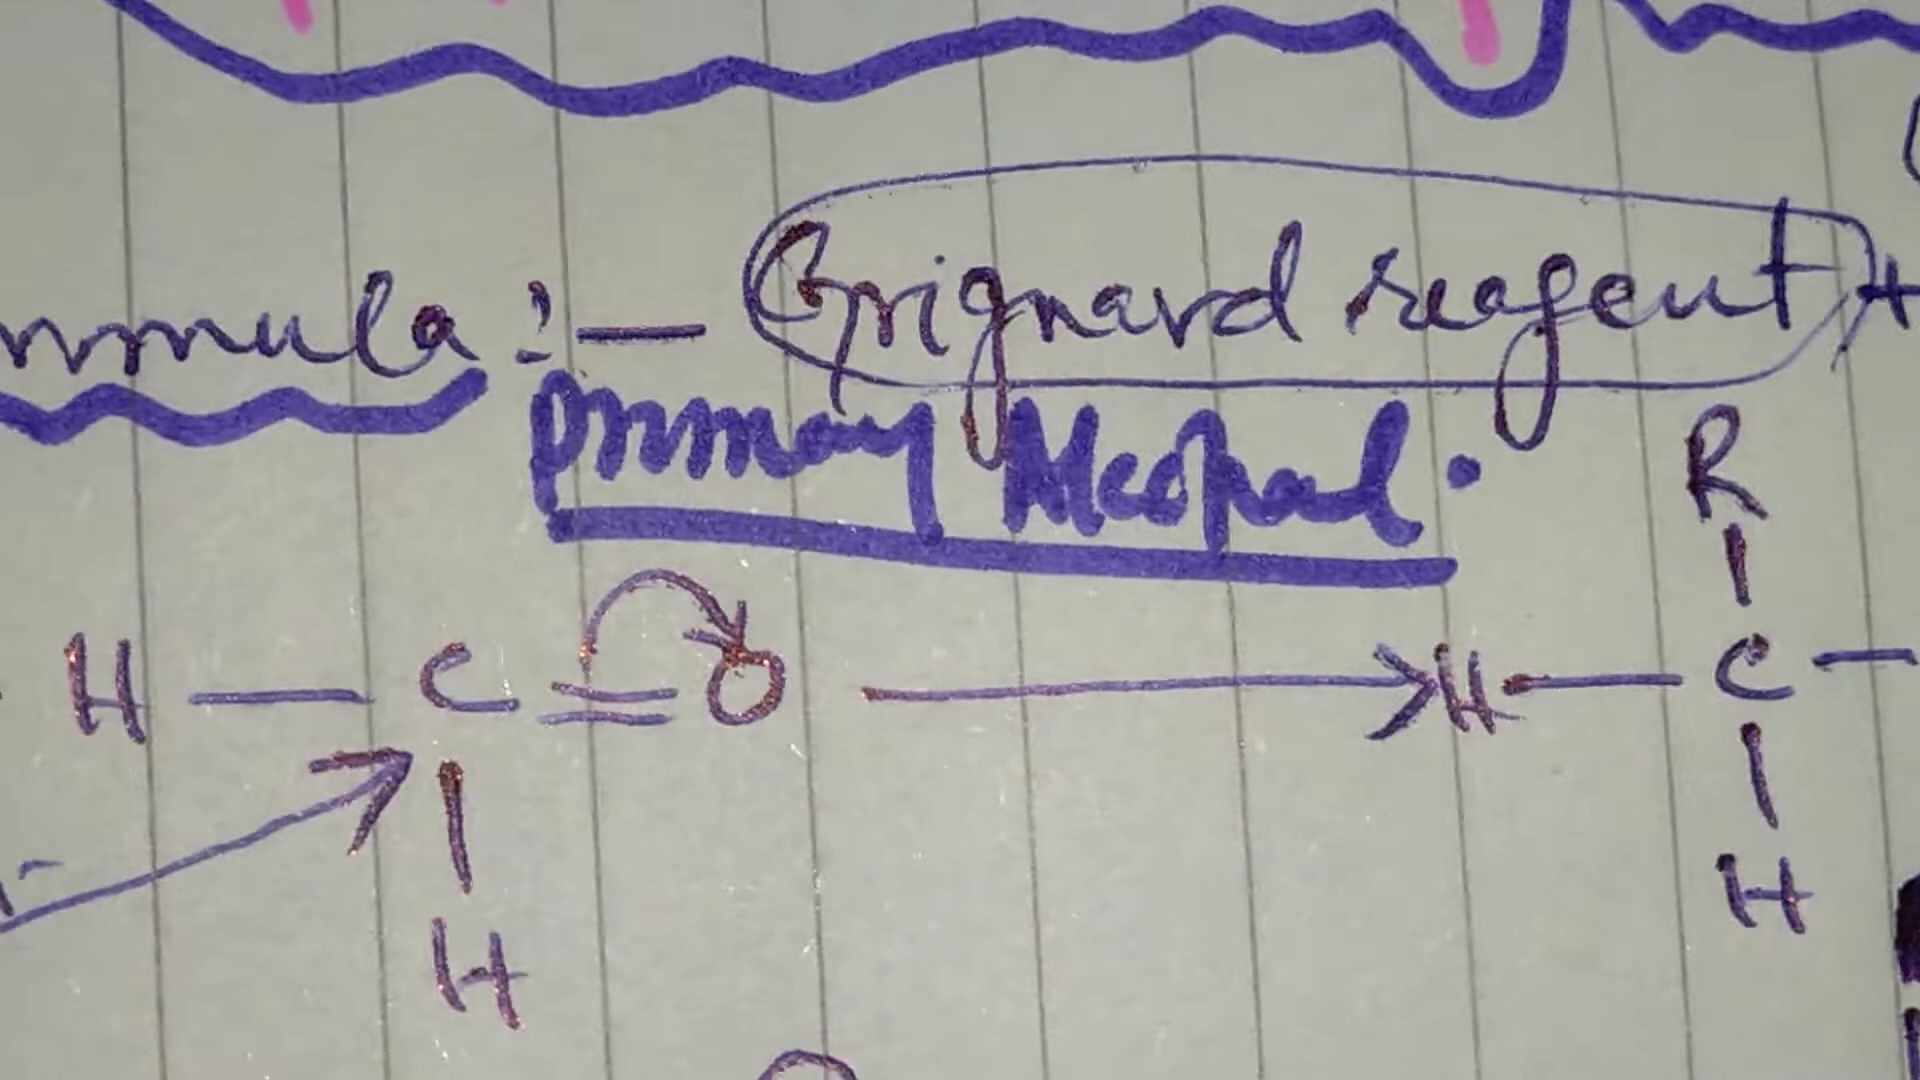 mmula :— Grignard reagent +
Primary Alcohol.
R
H — C = O → H — C —
H
H